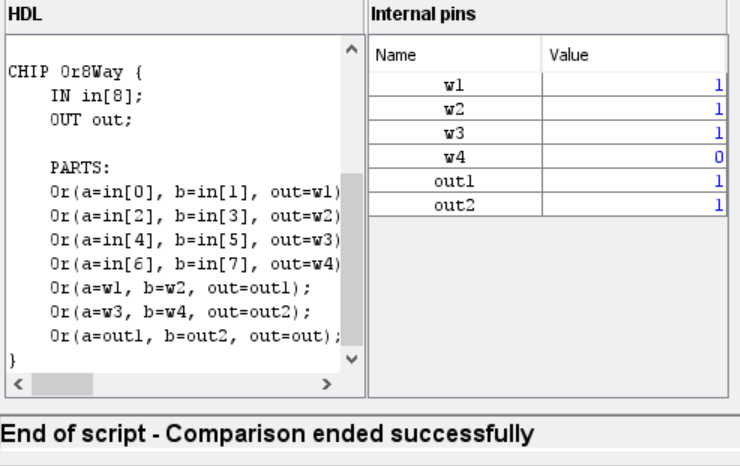 HDL
CHIP Or8Way {
IN in[8];
OUT out;
PARTS:
Or(a=in[0], b=in[1], out=w1)
Or(a=in[2], b=in[3], out=w2)
Or(a=in[4], b=in[5], out=w3)
Or(a=in[6], b=in[7], out=w4)
Or(a=w1, b=w2, out=out1);
Or(a=w3, b=w4, out=out2);
Or(a=out1, b=out2, out=out);
}
Internal pins
Name Value
w1 1
w2 1
w3 1
w4 0
out1 1
out2 1
End of script - Comparison ended successfully